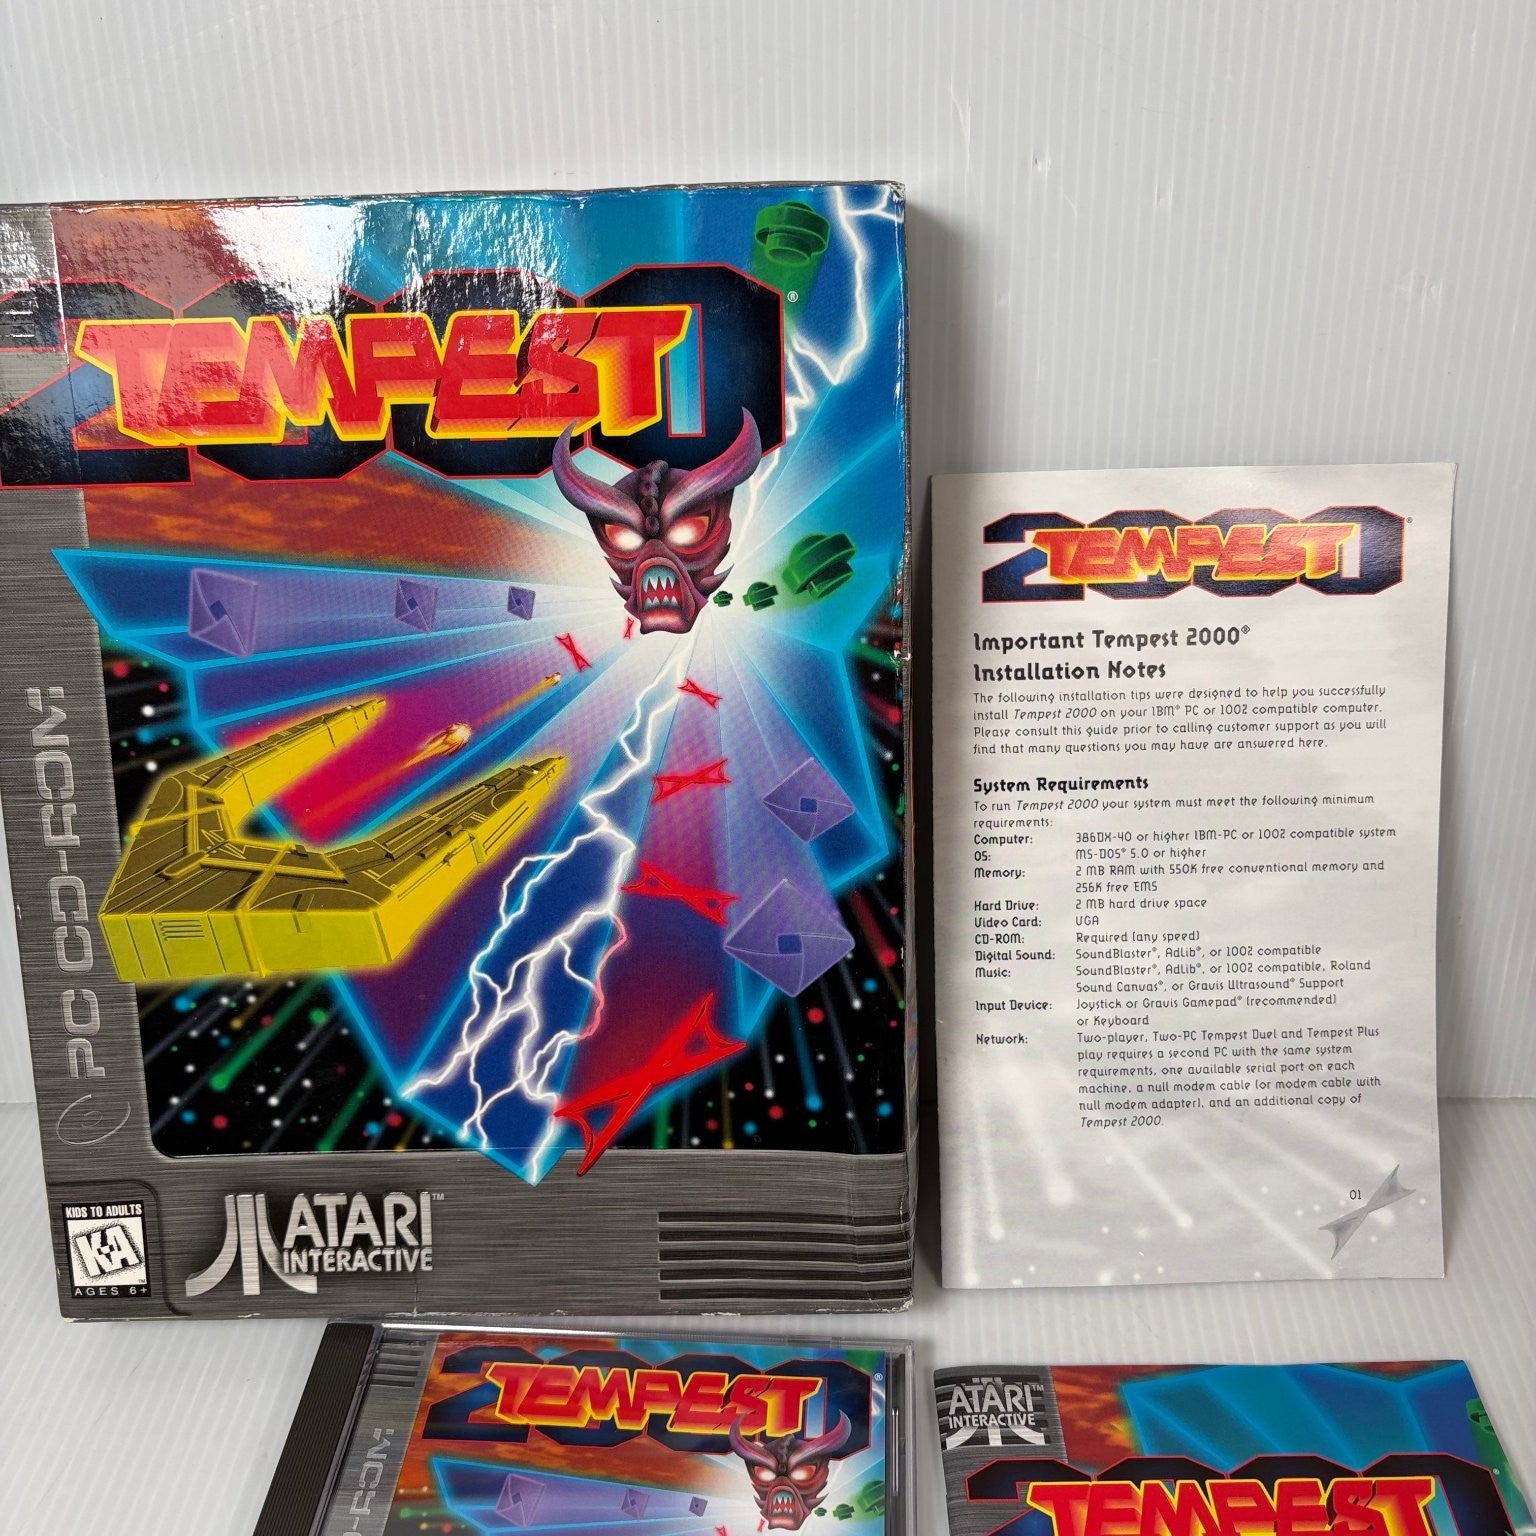 2000
TEMPEST
®
PC CD-ROM
KIDS TO ADULTS
K-A
™
AGES 6+
ATARI™
INTERACTIVE
2000
TEMPEST
®
Important Tempest 2000®
Installation Notes
The following installation tips were designed to help you successfully
install Tempest 2000 on your IBM® PC or 100% compatible computer.
Please consult this guide prior to calling customer support as you will
find that many questions you may have are answered here.
System Requirements
To run Tempest 2000 your system must meet the following minimum
requirements:
Computer: 386DX-40 or higher IBM-PC or 100% compatible system
OS: MS-DOS® 5.0 or higher
Memory: 2 MB RAM with 550K free conventional memory and
256K free EMS
Hard Drive: 2 MB hard drive space
Video Card: VGA
CD-ROM: Required (any speed)
Digital Sound: SoundBlaster®, AdLib®, or 100% compatible
Music: SoundBlaster®, AdLib®, or 100% compatible, Roland
Sound Canvas®, or Gravis Ultrasound® Support
Input Device: Joystick or Gravis Gamepad® (recommended)
or Keyboard
Network: Two-player, Two-PC Tempest Duel and Tempest Plus
play requires a second PC with the same system
requirements, one available serial port on each
machine, a null modem cable (or modem cable with
null modem adapter), and an additional copy of
Tempest 2000.
01
2000
TEMPEST
®
D-ROM
ATARI™
INTERACTIVE
2000
TEMPEST
®